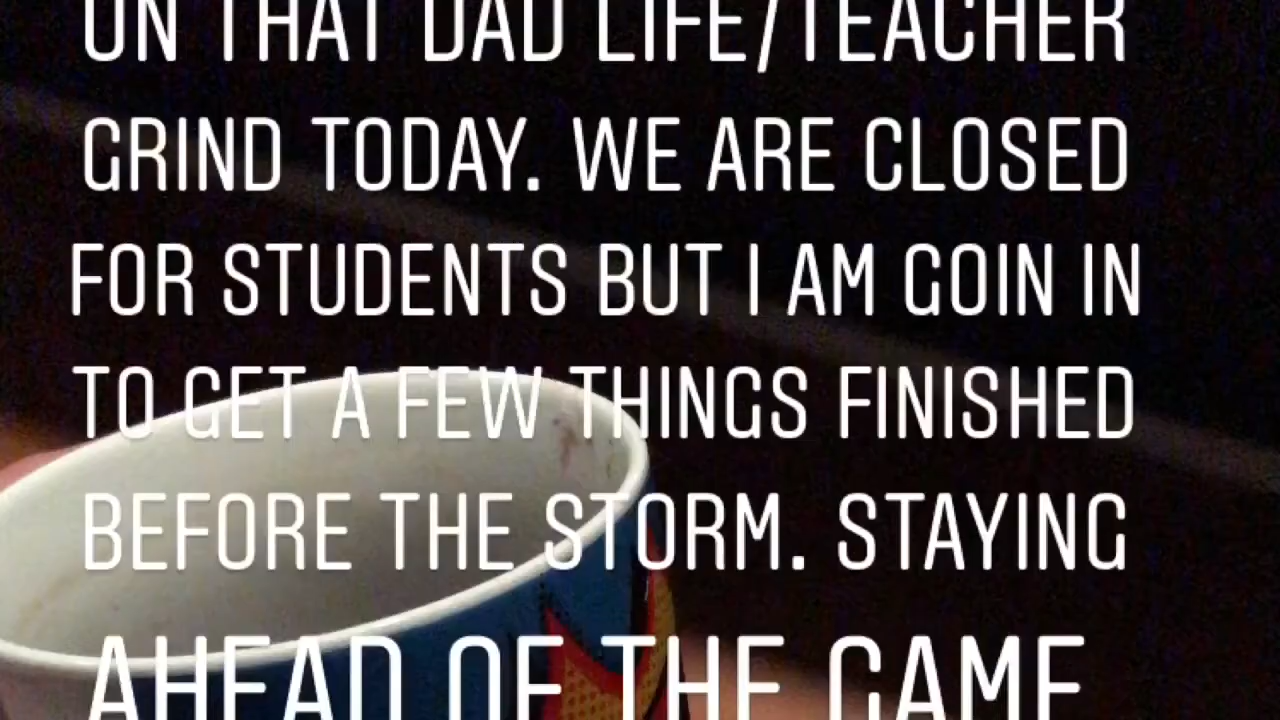 ON THAT DAD LIFE/TEACHER
GRIND TODAY. WE ARE CLOSED
FOR STUDENTS BUT I AM GOIN IN
TO GET A FEW THINGS FINISHED
BEFORE THE STORM. STAYING
AHEAD OF THE GAME